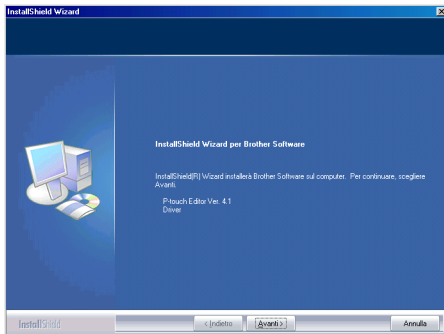 InstallShield Wizard
InstallShield Wizard per Brother Software
InstallShield(R) Wizard installerà Brother Software sul computer. Per continuare, scegliere
Avanti.
P-touch Editor Ver. 4.1
Driver
InstallShield
< Indietro
Avanti >
Annulla